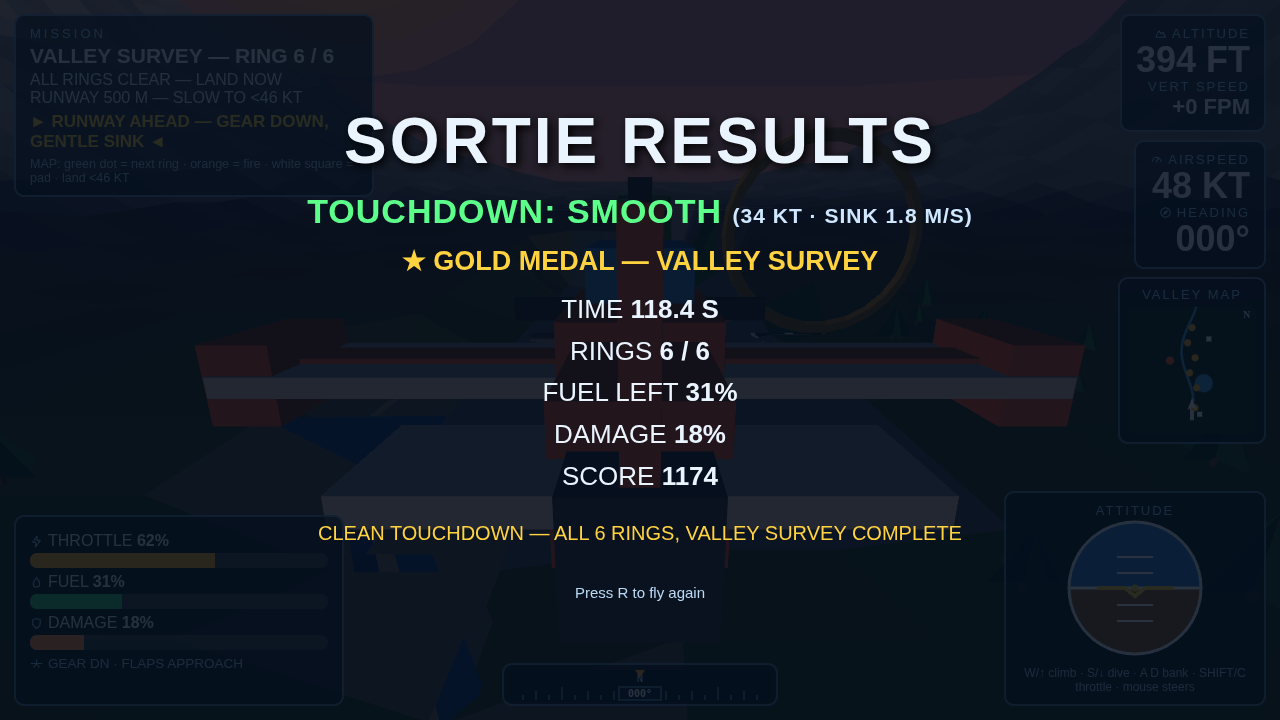 MISSION
VALLEY SURVEY — RING 6 / 6
ALL RINGS CLEAR — LAND NOW
RUNWAY 500 M — SLOW TO <46 KT
► RUNWAY AHEAD — GEAR DOWN,
GENTLE SINK ◄
MAP: green dot = next ring · orange = fire · white square =
pad · land <46 KT
ALTITUDE
394 FT
VERT SPEED
+0 FPM
AIRSPEED
48 KT
HEADING
000°
VALLEY MAP
N
SORTIE RESULTS
TOUCHDOWN: SMOOTH (34 KT · SINK 1.8 M/S)
★ GOLD MEDAL — VALLEY SURVEY
TIME 118.4 S
RINGS 6 / 6
FUEL LEFT 31%
DAMAGE 18%
SCORE 1174
CLEAN TOUCHDOWN — ALL 6 RINGS, VALLEY SURVEY COMPLETE
Press R to fly again
THROTTLE 62%
FUEL 31%
DAMAGE 18%
GEAR DN · FLAPS APPROACH
N
000°
ATTITUDE
W/↑ climb · S/↓ dive · A D bank · SHIFT/C
throttle · mouse steers